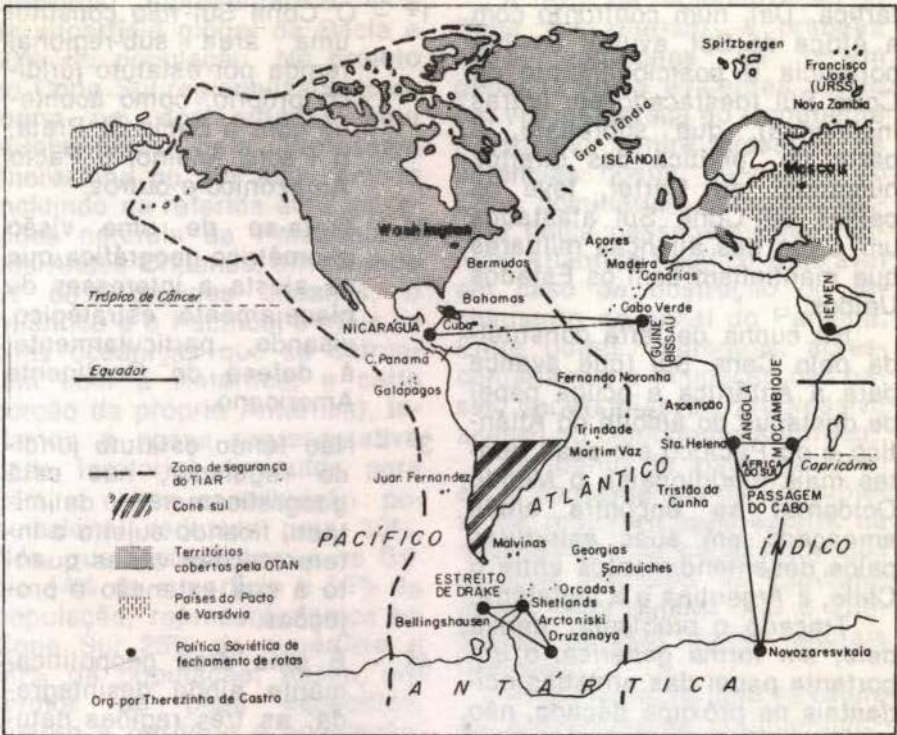 Spitzbergen
Francisco
José
(URSS)
Nova Zambia
Groenlândia
ISLÂNDIA
Moscou
Washington
Açores
Bermudas
Madeira
Canárias
Trópico de Câncer
Bahamas
Cabo Verde
NICARAGUA
Cuba
GUINÉ
BISSAU
IEMEN
C. Panamá
Equador
Galápagos
Fernando Noronha
Ascenção
ANGOLA
MOÇAMBIQUE
Trindade
Martim Vaz
Sta. Helena
ÁFRICA
DO SUL
Capricórnio
Zona de segurança
do TIAR
Juan Fernandez
ATLÂNTICO
Tristão da
Cunha
PASSAGEM
DO CABO
Cone sul
PACÍFICO
ÍNDICO
Territórios
cobertos pela OTAN
Malvinas
Georgias
Sanduiches
ESTREITO
DE DRAKE
Orcadas
Shetlands
Países do Pacto
de Varsóvia
Bellingshausen
Arctoniski
Druzanaya
Política Soviética de
fechamento de rotas
Novozaresvkaia
ANTARTICA
Org. por Therezinha de Castro